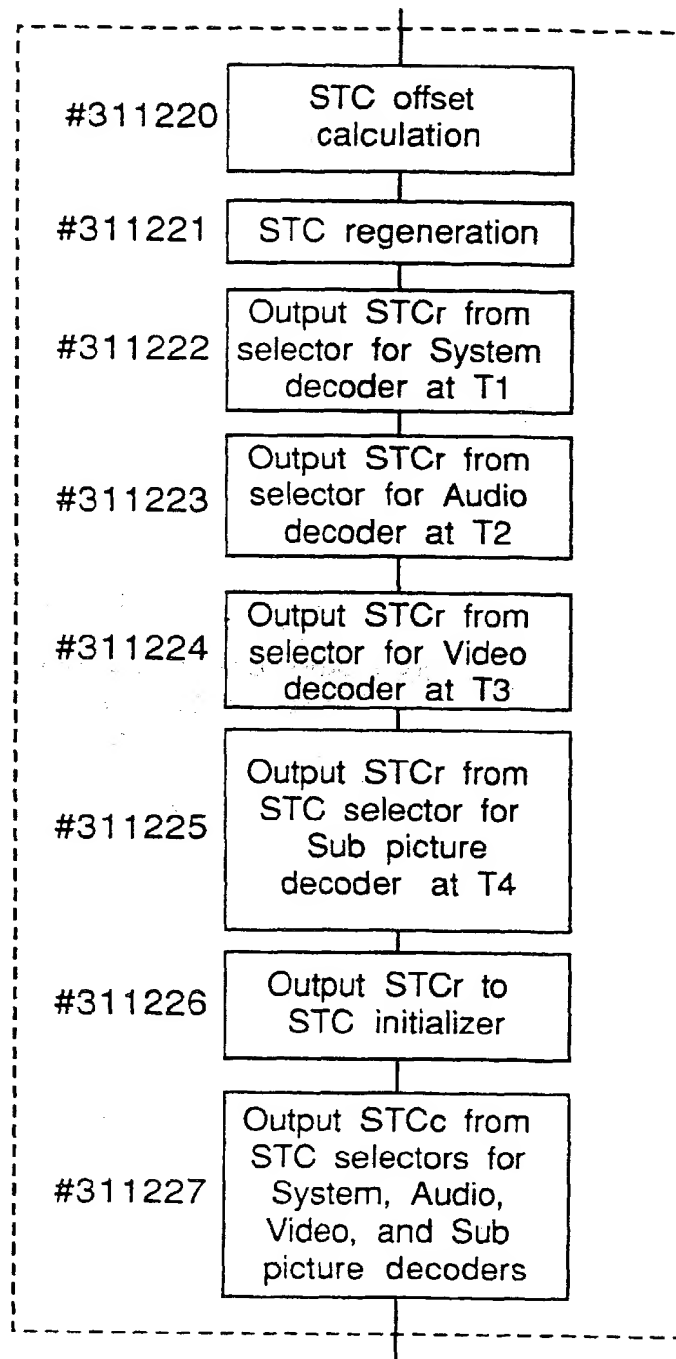 #311220
STC offset
calculation
#311221
STC regeneration
#311222
Output STCr from
selector for System
decoder at T1
#311223
Output STCr from
selector for Audio
decoder at T2
#311224
Output STCr from
selector for Video
decoder at T3
#311225
Output STCr from
STC selector for
Sub picture
decoder at T4
#311226
Output STCr to
STC initializer
#311227
Output STCc from
STC selectors for
System, Audio,
Video, and Sub
picture decoders